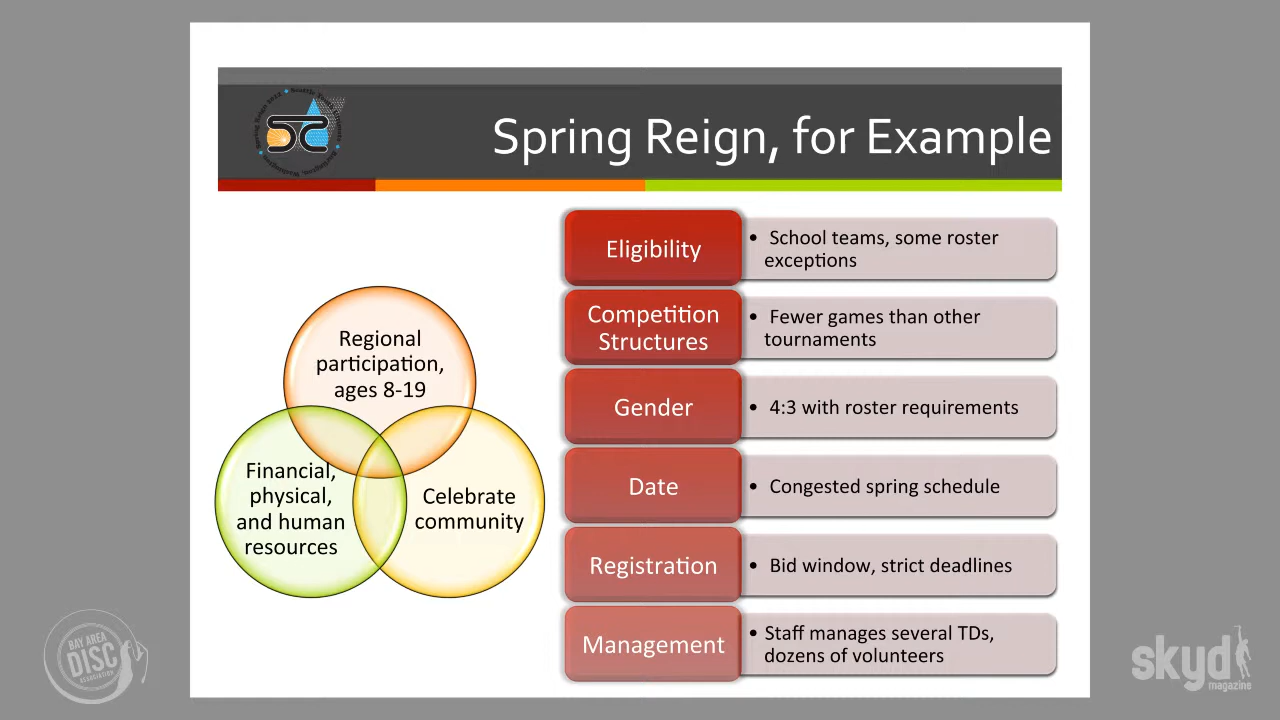 Spring Reign, for Example
Regional
participation,
ages 8-19
Financial,
physical,
and human
resources
Celebrate
community
Eligibility
• School teams, some roster
exceptions
Competition
Structures
• Fewer games than other
tournaments
Gender
• 4:3 with roster requirements
Date
• Congested spring schedule
Registration
• Bid window, strict deadlines
Management
• Staff manages several TDs,
dozens of volunteers
BAY AREA
DISC
ASSOCIATION
skyd
magazine